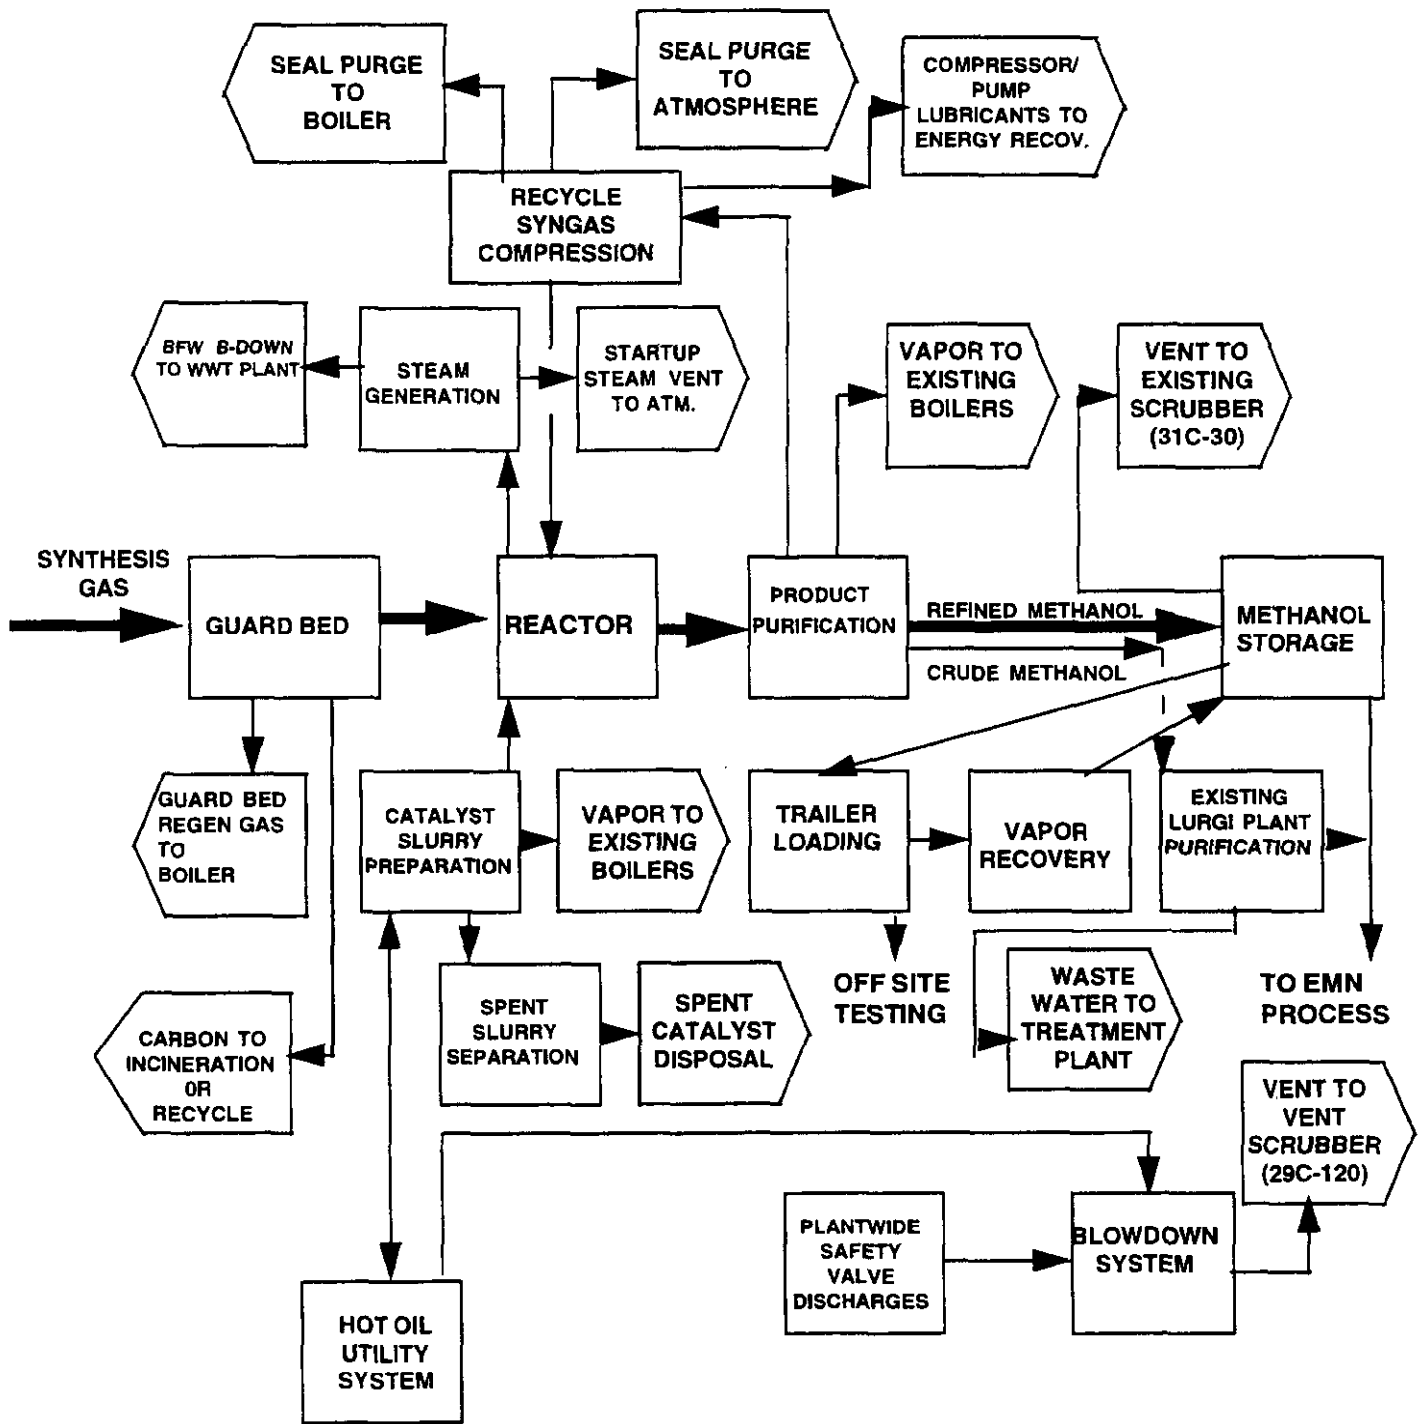 SEAL PURGE
TO
BOILER
SEAL PURGE
TO
ATMOSPHERE
COMPRESSOR/
PUMP
LUBRICANTS TO
ENERGY RECOV.
RECYCLE
SYNGAS
COMPRESSION
BFW B-DOWN
TO WWT PLANT
STEAM
GENERATION
STARTUP
STEAM VENT
TO ATM.
VAPOR TO
EXISTING
BOILERS
VENT TO
EXISTING
SCRUBBER
(31C-30)
SYNTHESIS
GAS
GUARD BED
REACTOR
PRODUCT
PURIFICATION
REFINED METHANOL
CRUDE METHANOL
METHANOL
STORAGE
GUARD BED
REGEN GAS
TO
BOILER
CATALYST
SLURRY
PREPARATION
VAPOR TO
EXISTING
BOILERS
TRAILER
LOADING
VAPOR
RECOVERY
EXISTING
LURGI PLANT
PURIFICATION
CARBON TO
INCINERATION
OR
RECYCLE
SPENT
SLURRY
SEPARATION
SPENT
CATALYST
DISPOSAL
OFF SITE
TESTING
WASTE
WATER TO
TREATMENT
PLANT
TO EMN
PROCESS
VENT TO
VENT
SCRUBBER
(29C-120)
PLANTWIDE
SAFETY
VALVE
DISCHARGES
BLOWDOWN
SYSTEM
HOT OIL
UTILITY
SYSTEM